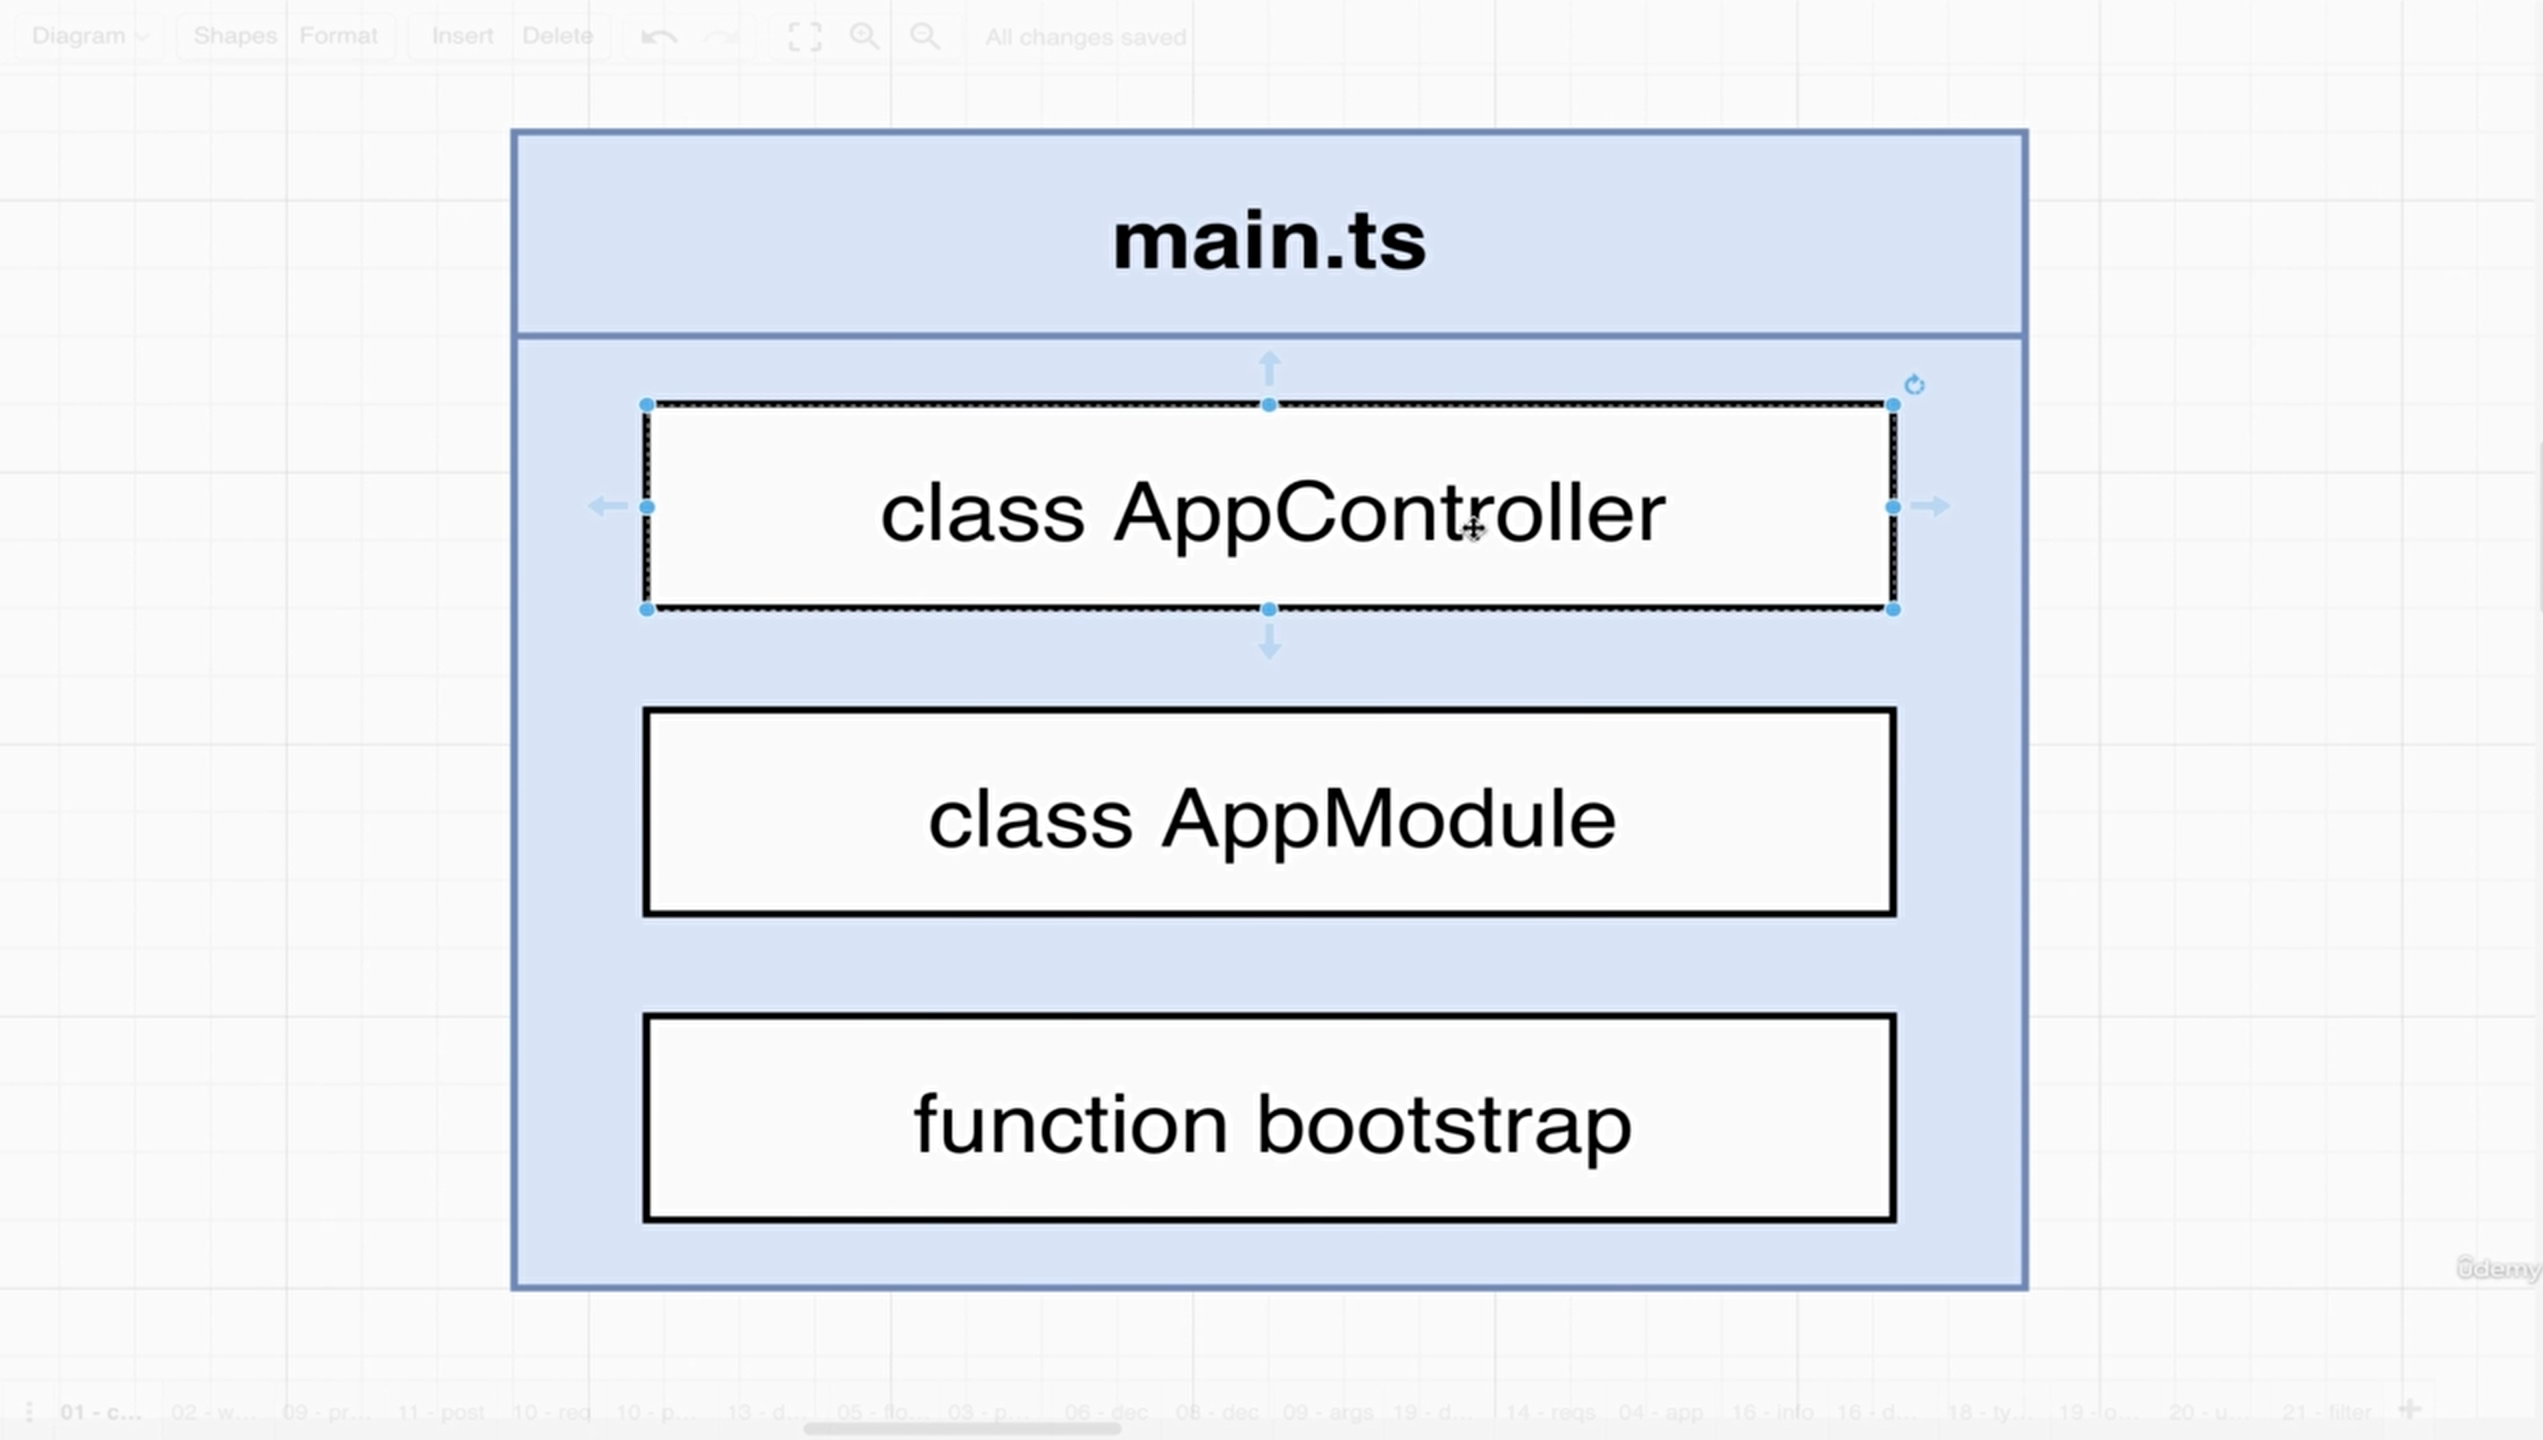 Diagram
Shapes Format
Insert Delete
All changes saved
main.ts
class AppController
class AppModule
function bootstrap
ûdemy
01 - c... 02 - w... 09 - pr... 11 - post 10 - req 10 - p... 13 - d... 05 - flo... 03 - p... 06 - dec 08 - dec 09 - args 19 - d... 14 - reqs 04 - app 16 - info 16 - d... 18 - ty... 19 - o... 20 - u... 21 - filter